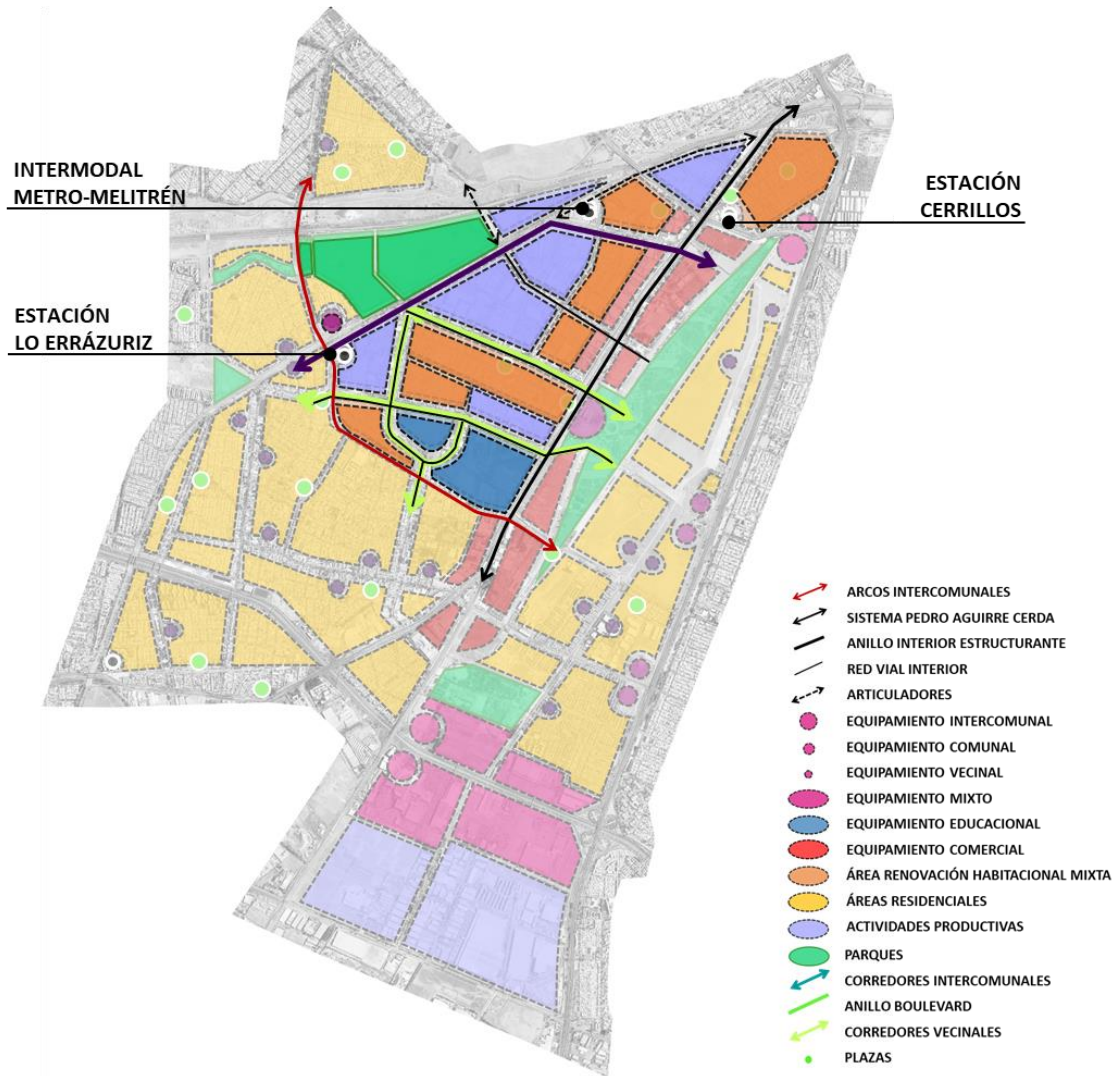 INTERMODAL
METRO-MELITRÉN
ESTACIÓN
CERRILLOS
ESTACIÓN
LO ERRÁZURIZ
ARCOS INTERCOMUNALES
SISTEMA PEDRO AGUIRRE CERDA
ANILLO INTERIOR ESTRUCTURANTE
RED VIAL INTERIOR
ARTICULADORES
EQUIPAMIENTO INTERCOMUNAL
EQUIPAMIENTO COMUNAL
EQUIPAMIENTO VECINAL
EQUIPAMIENTO MIXTO
EQUIPAMIENTO EDUCACIONAL
EQUIPAMIENTO COMERCIAL
ÁREA RENOVACIÓN HABITACIONAL MIXTA
ÁREAS RESIDENCIALES
ACTIVIDADES PRODUCTIVAS
PARQUES
CORREDORES INTERCOMUNALES
ANILLO BOULEVARD
CORREDORES VECINALES
PLAZAS